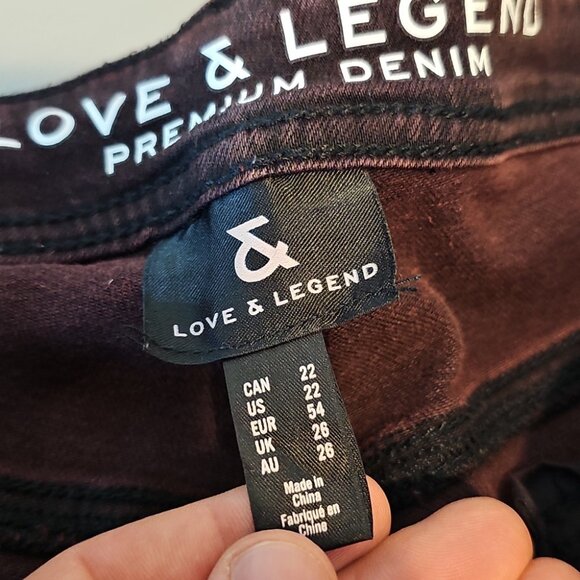 LOVE & LEGEND
PREMIUM DENIM
&
LOVE & LEGEND
CAN 22
US 22
EUR 54
UK 26
AU 26
Made in
China
Fabriqué en
Chine